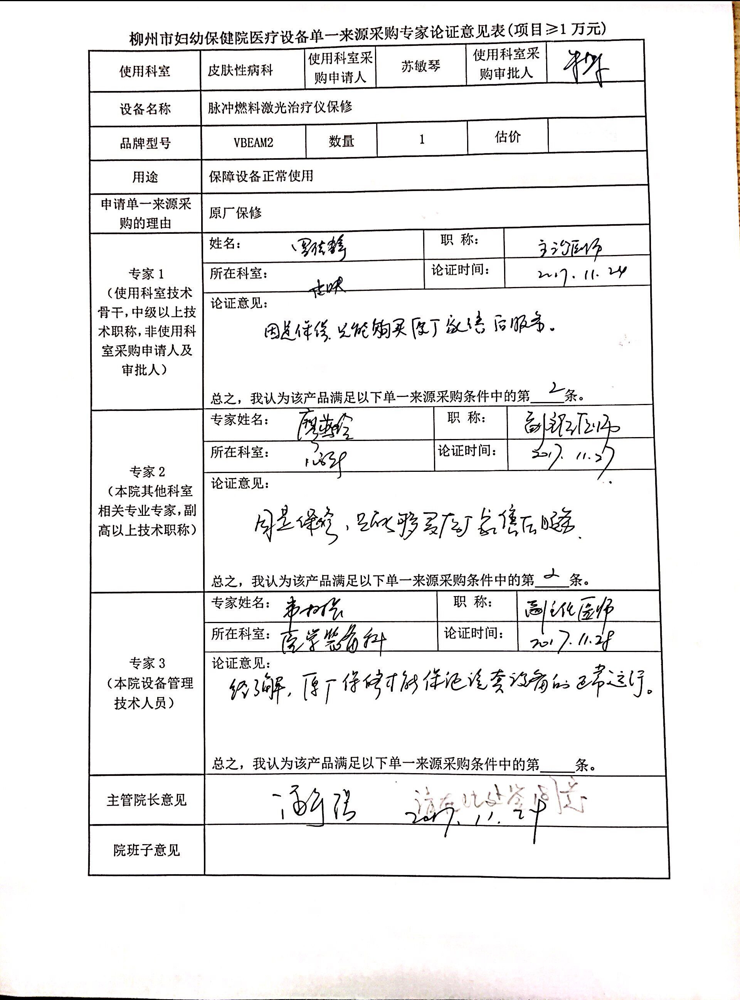 柳州市妇幼保健院医疗设备单一来源采购专家论证意见表(项目≥1万元)
使用科室 皮肤性病科 使用科室采购申请人 苏敏琴 使用科室采购审批人
设备名称 脉冲燃料激光治疗仪保修
品牌型号 VBEAM2 数量 1 估价
用途 保障设备正常使用
申请单一来源采购的理由 原厂保修
专家1
（使用科室技术
骨干,中级以上技
术职称,非使用科
室采购申请人及
审批人）
姓名： 职 称： 主治医师
所在科室： 皮肤 论证时间： 2017.11.24
论证意见：
因是保修，只能购买原厂家售后服务。
总之，我认为该产品满足以下单一来源采购条件中的第2条。
专家2
（本院其他科室
相关专业专家,副
高以上技术职称）
专家姓名： 职 称： 副主任医师
所在科室： 论证时间： 2017.11.27
论证意见：
因是保修，只能够买原厂家售后服务.
总之，我认为该产品满足以下单一来源采购条件中的第2条。
专家3
（本院设备管理
技术人员）
专家姓名： 职 称： 副主任医师
所在科室： 医学装备科 论证时间： 2017.11.28
论证意见：
经了解，原厂保修才能保证该套设备的正常运行。
总之，我认为该产品满足以下单一来源采购条件中的第____条。
主管院长意见 2017.11.29
院班子意见